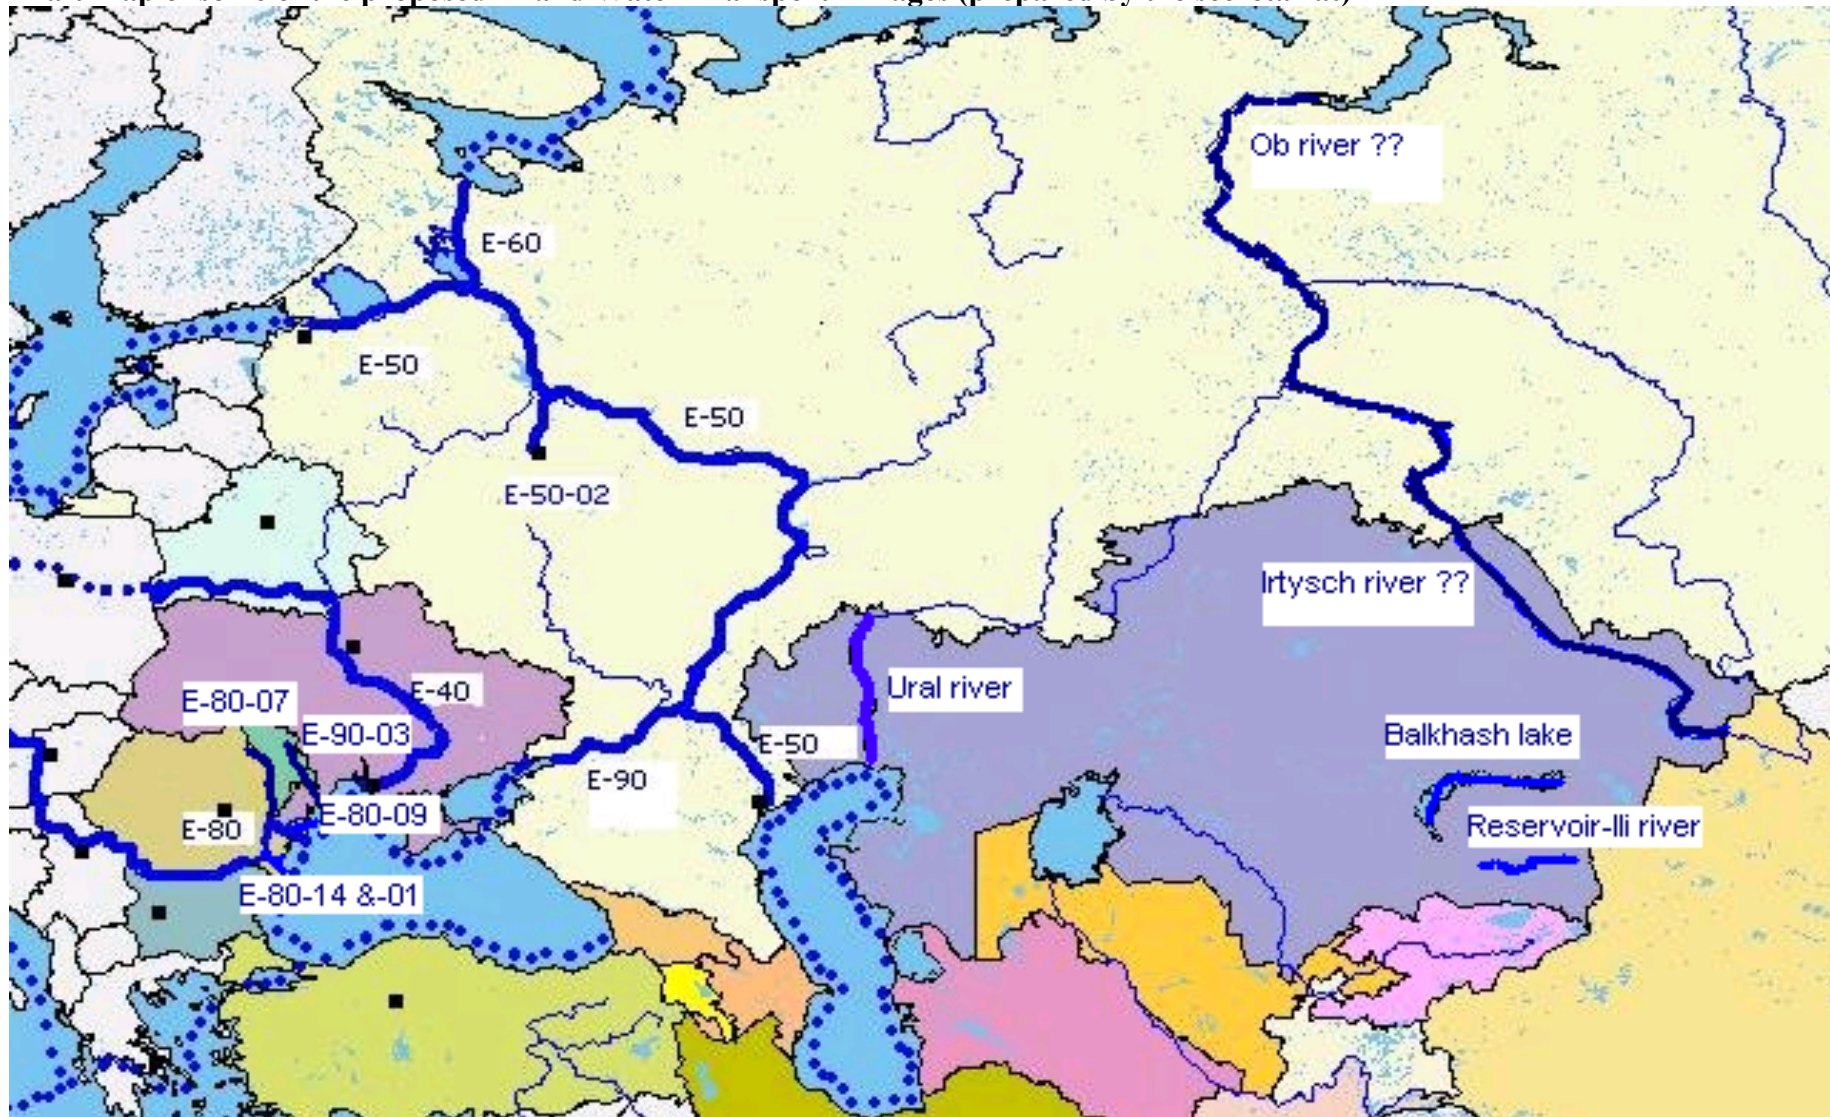 Ob river ??
E-60
E-50
E-50
E-50-02
Irtysch river ??
Ural river
E-40
E-80-07
E-90-03
E-50
Balkhash lake
E-90
E-80-09
E-80
Reservoir-Ili river
E-80-14 &-01